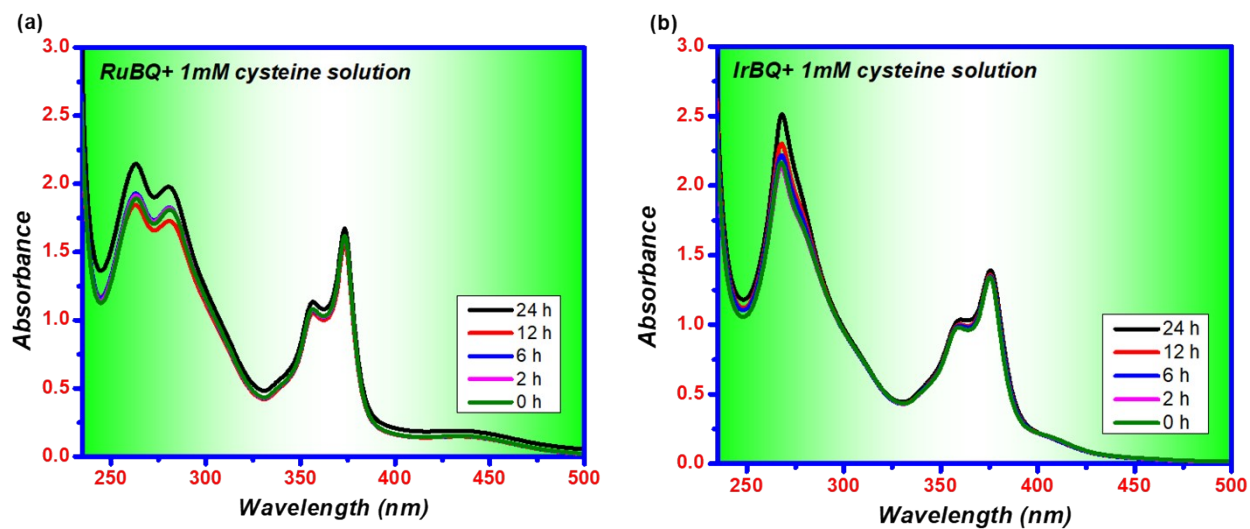 (a)
RuBQ+ 1mM cysteine solution
Absorbance
3.0
2.5
2.0
1.5
1.0
0.5
0.0
24 h
12 h
6 h
2 h
0 h
250 300 350 400 450 500
Wavelength (nm)
(b)
IrBQ+ 1mM cysteine solution
Absorbance
3.0
2.5
2.0
1.5
1.0
0.5
0.0
24 h
12 h
6 h
2 h
0 h
250 300 350 400 450 500
Wavelength (nm)